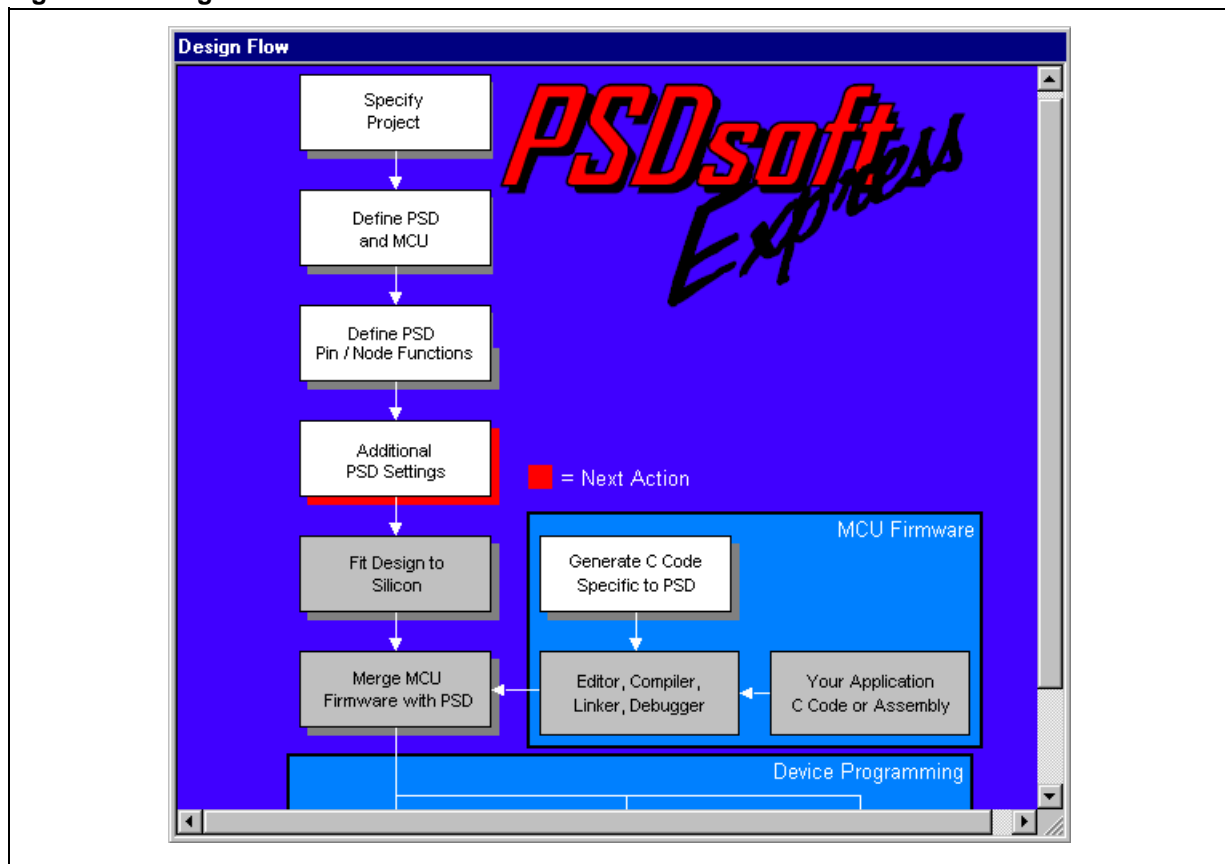 Design Flow
PSDsoft
Express
Specify
Project
Define PSD
and MCU
Define PSD
Pin / Node Functions
Additional
PSD Settings
= Next Action
MCU Firmware
Fit Design to
Silicon
Generate C Code
Specific to PSD
Merge MCU
Firmware with PSD
Editor, Compiler,
Linker, Debugger
Your Application
C Code or Assembly
Device Programming